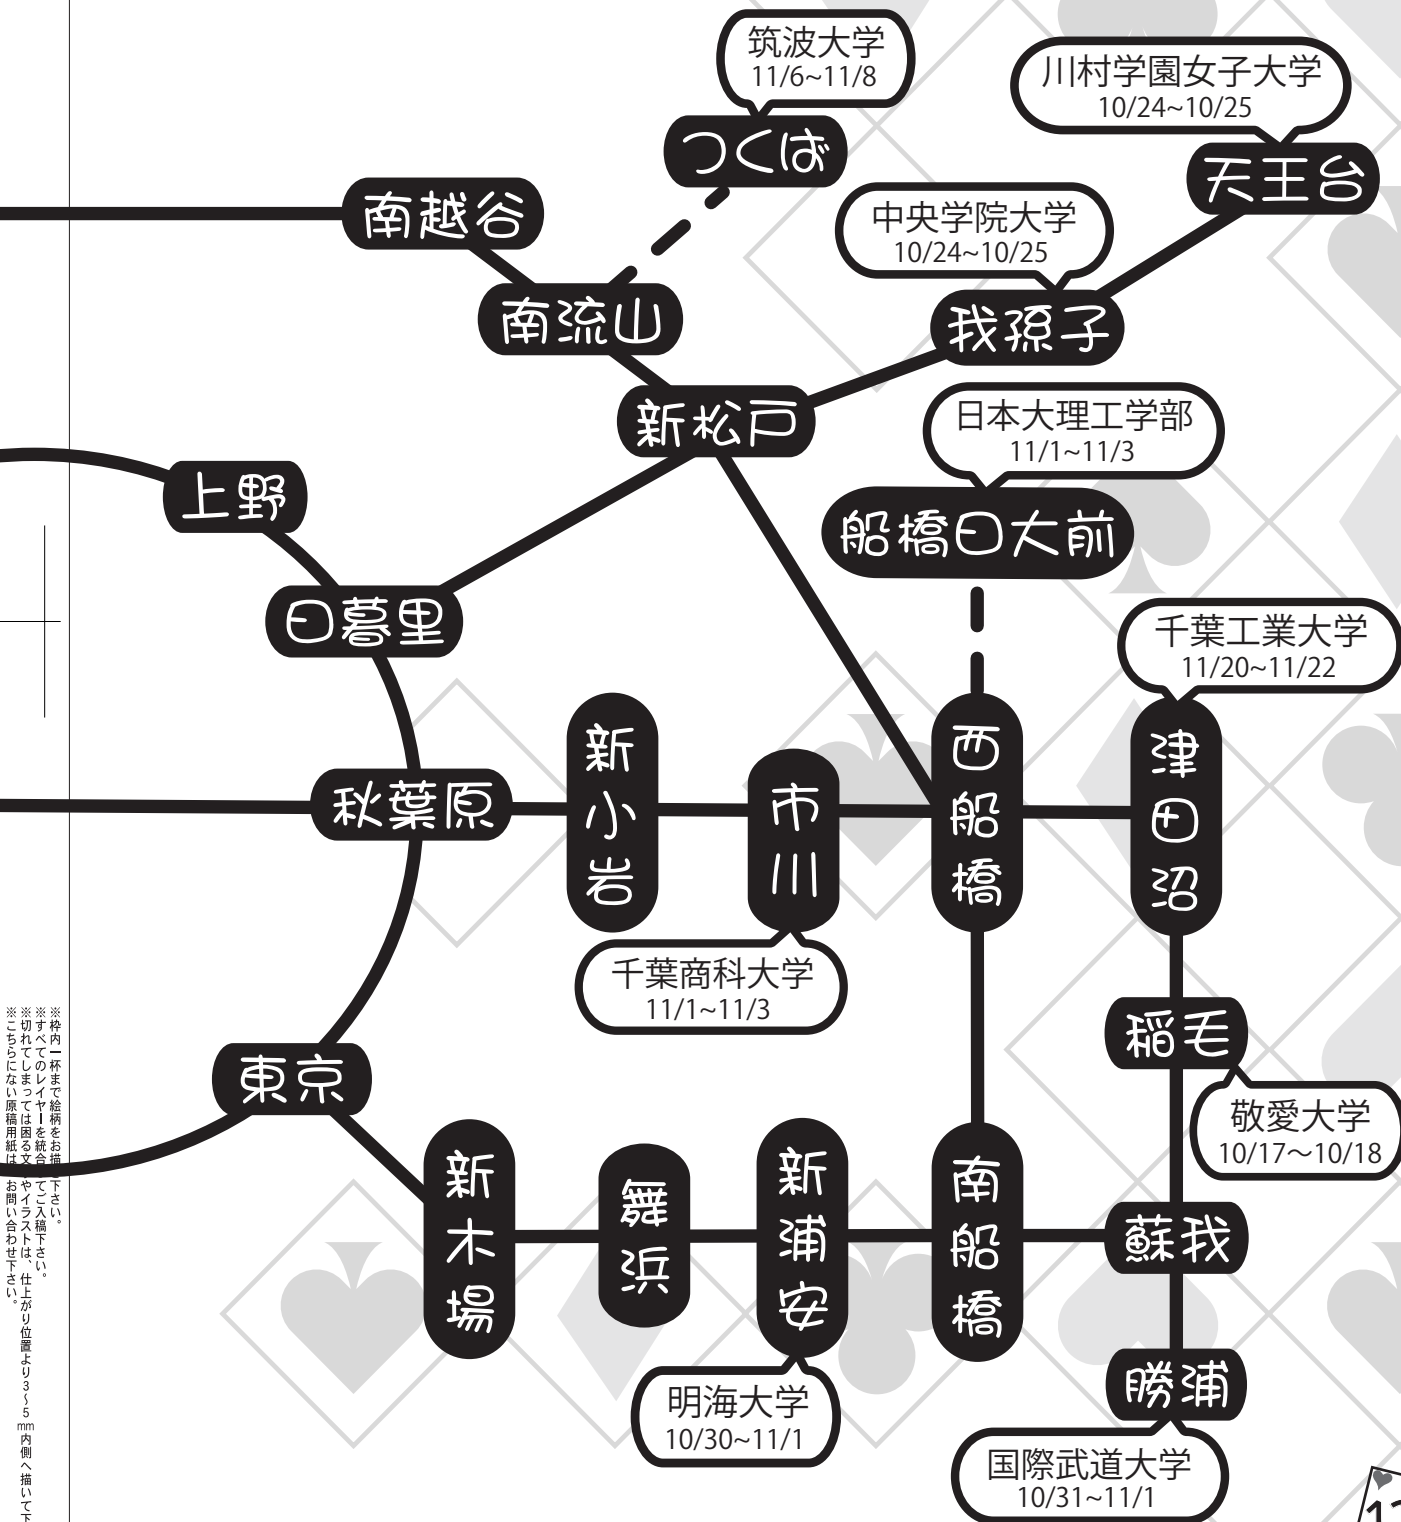 筑波大学
11/6~11/8
つくば
川村学園女子大学
10/24~10/25
天王台
南越谷
中央学院大学
10/24~10/25
我孫子
南流山
新松戸
日本大理工学部
11/1~11/3
船橋日大前
上野
日暮里
千葉工業大学
11/20~11/22
秋葉原
新小岩
市川
西船橋
津田沼
千葉商科大学
11/1~11/3
稲毛
敬愛大学
10/17～10/18
東京
新木場
舞浜
新浦安
南船橋
蘇我
明海大学
10/30~11/1
勝浦
国際武道大学
10/31~11/1
※枠内一杯まで絵柄をお描き下さい。
※すべてのレイヤーを統合してご入稿下さい。
※切れてしまっては困る文字やイラストは、仕上がり位置より3～5mm内側へ描いて下
※こちらにない原稿用紙はお問い合わせ下さい。